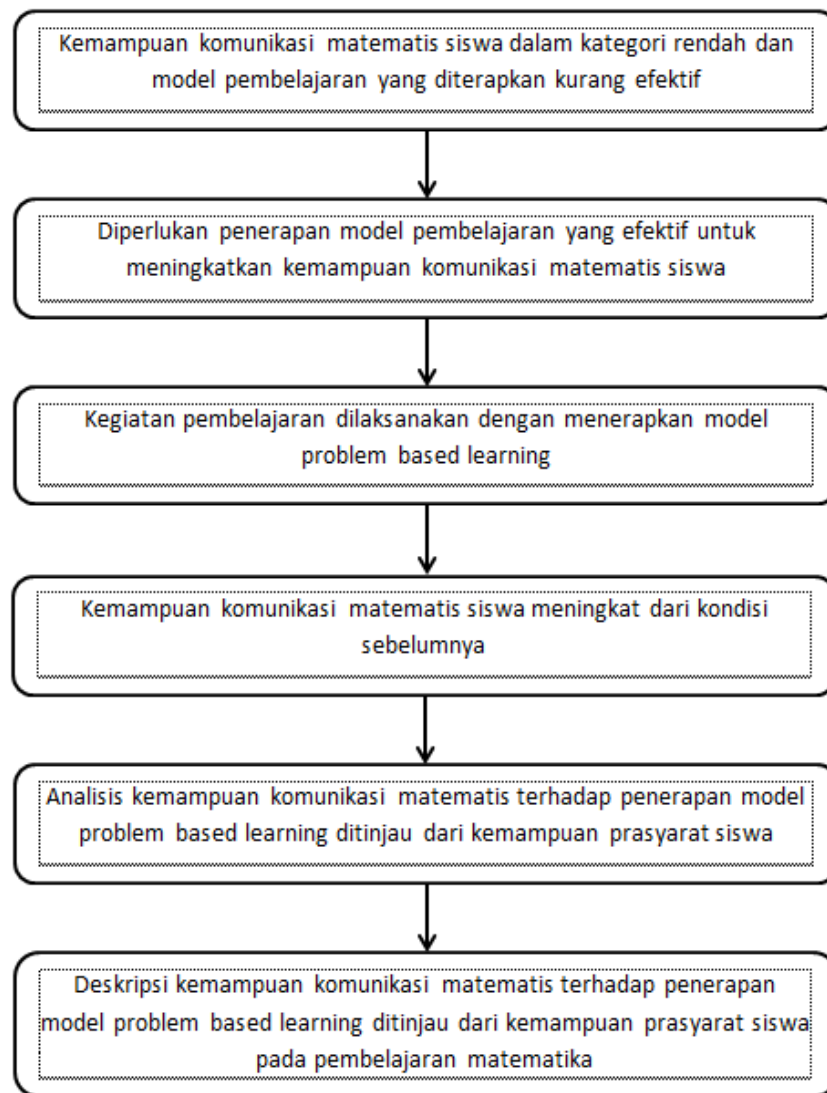 Kemampuan komunikasi matematis siswa dalam kategori rendah dan
model pembelajaran yang diterapkan kurang efektif
Diperlukan penerapan model pembelajaran yang efektif untuk
meningkatkan kemampuan komunikasi matematis siswa
Kegiatan pembelajaran dilaksanakan dengan menerapkan model
problem based learning
Kemampuan komunikasi matematis siswa meningkat dari kondisi
sebelumnya
Analisis kemampuan komunikasi matematis terhadap penerapan model
problem based learning ditinjau dari kemampuan prasyarat siswa
Deskripsi kemampuan komunikasi matematis terhadap penerapan
model problem based learning ditinjau dari kemampuan prasyarat siswa
pada pembelajaran matematika